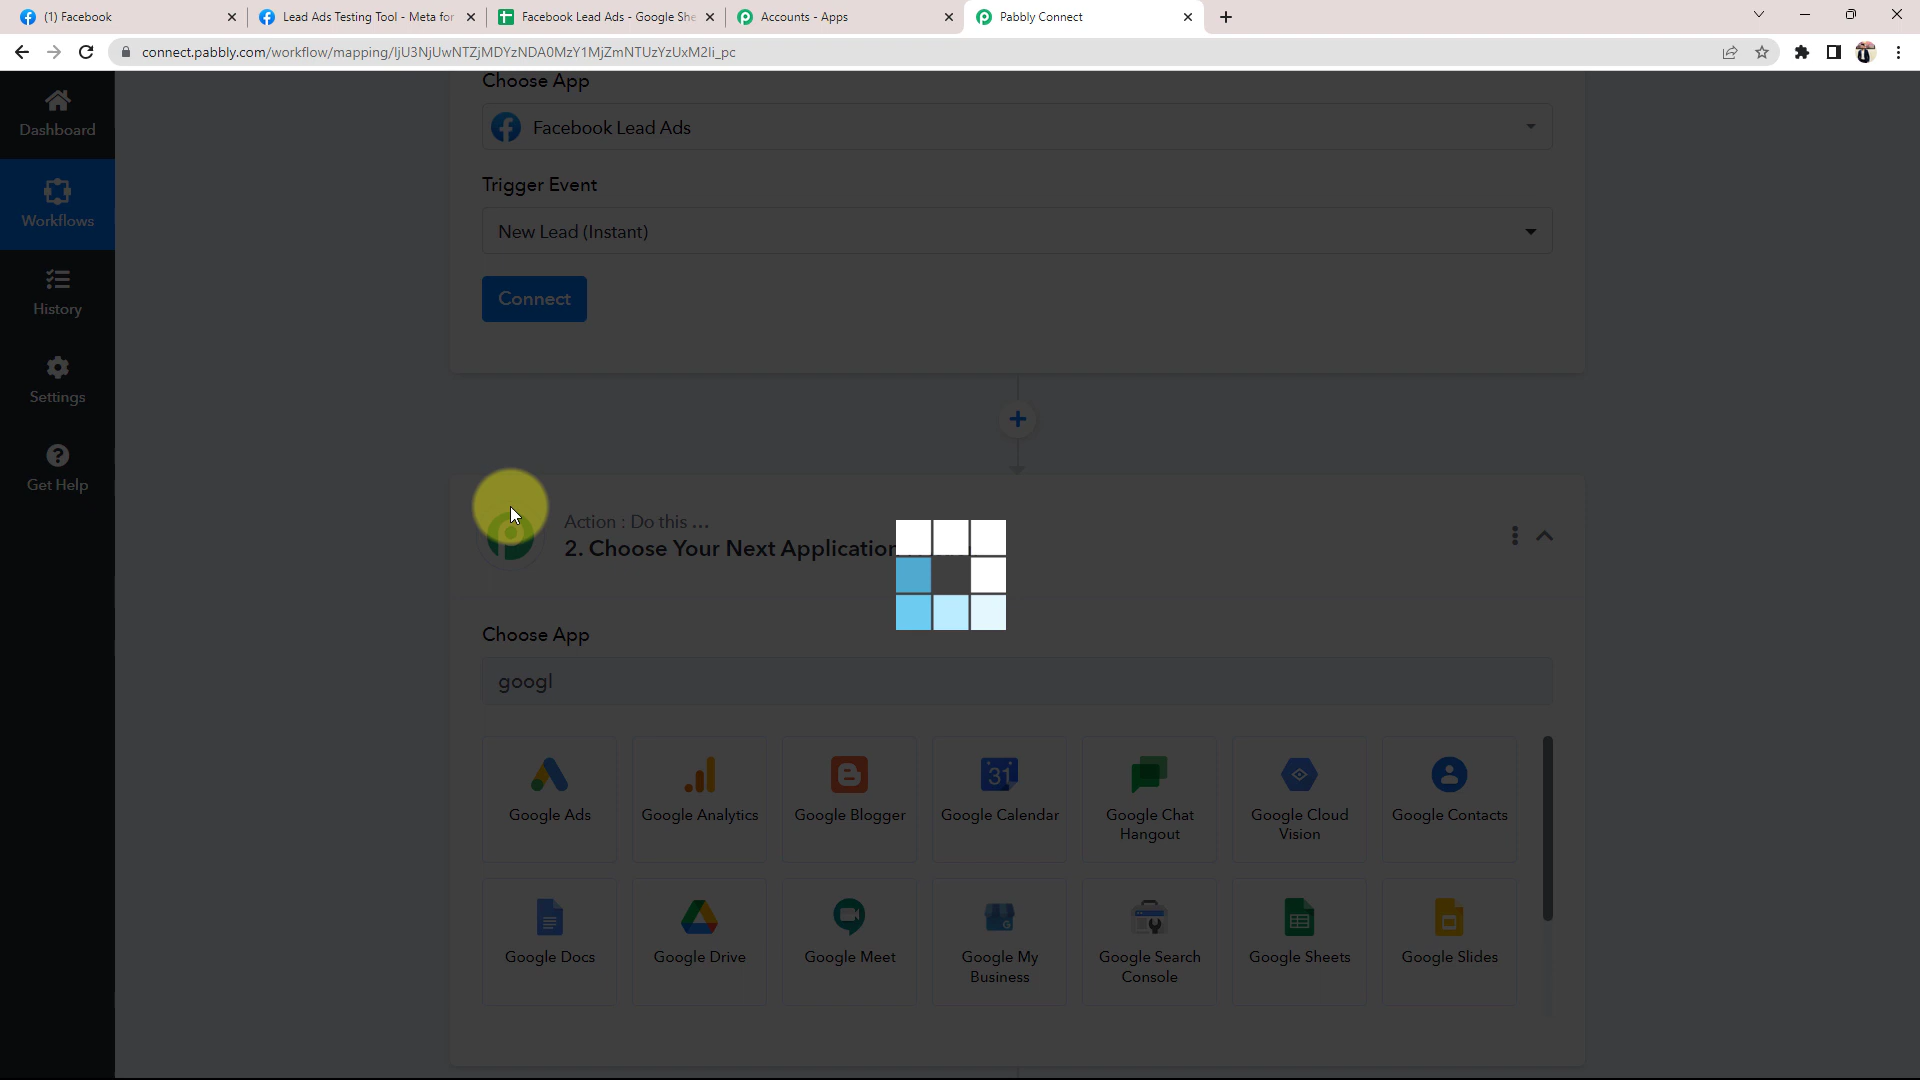 (1) Facebook
Lead Ads Testing Tool - Meta for
Facebook Lead Ads - Google She
Accounts - Apps
Pabbly Connect
connect.pabbly.com/workflow/mapping/IjU3NjUwNTZjMDYzNDA0MzY1MjZmNTUzYzUxM2Ii_pc
Dashboard
Workflows
History
Settings
Get Help
Choose App
Facebook Lead Ads
Trigger Event
New Lead (Instant)
Connect
Action : Do this ...
2. Choose Your Next Application
Choose App
googl
Google Ads
Google Analytics
Google Blogger
31
Google Calendar
Google Chat
Hangout
Google Cloud
Vision
Google Contacts
Google Docs
Google Drive
Google Meet
Google My
Business
Google Search
Console
Google Sheets
Google Slides